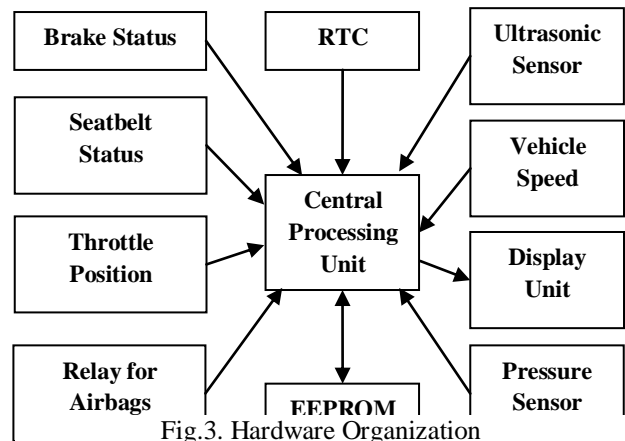 Brake Status
RTC
Ultrasonic
Sensor
Seatbelt
Status
Vehicle
Speed
Central
Processing
Unit
Throttle
Position
Display
Unit
Relay for
Airbags
EEPROM
Pressure
Sensor
Fig.3. Hardware Organization